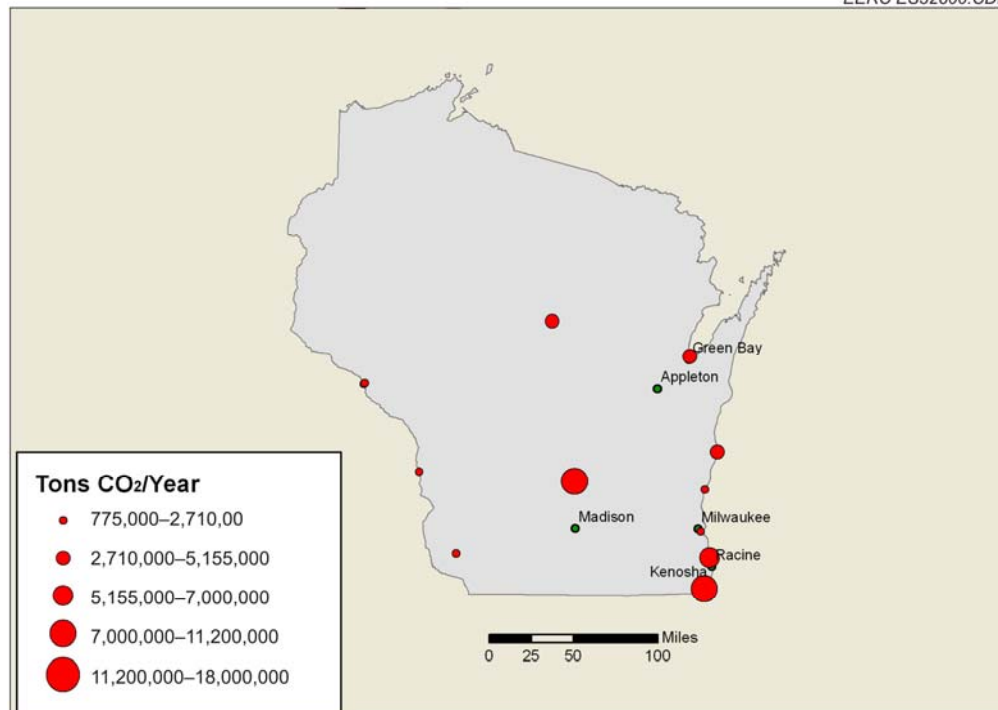 Green Bay
Appleton
Madison
Milwaukee
Racine
Kenosha
Tons CO₂/Year
775,000–2,710,00
2,710,000–5,155,000
5,155,000–7,000,000
7,000,000–11,200,000
11,200,000–18,000,000
Miles
0 25 50 100